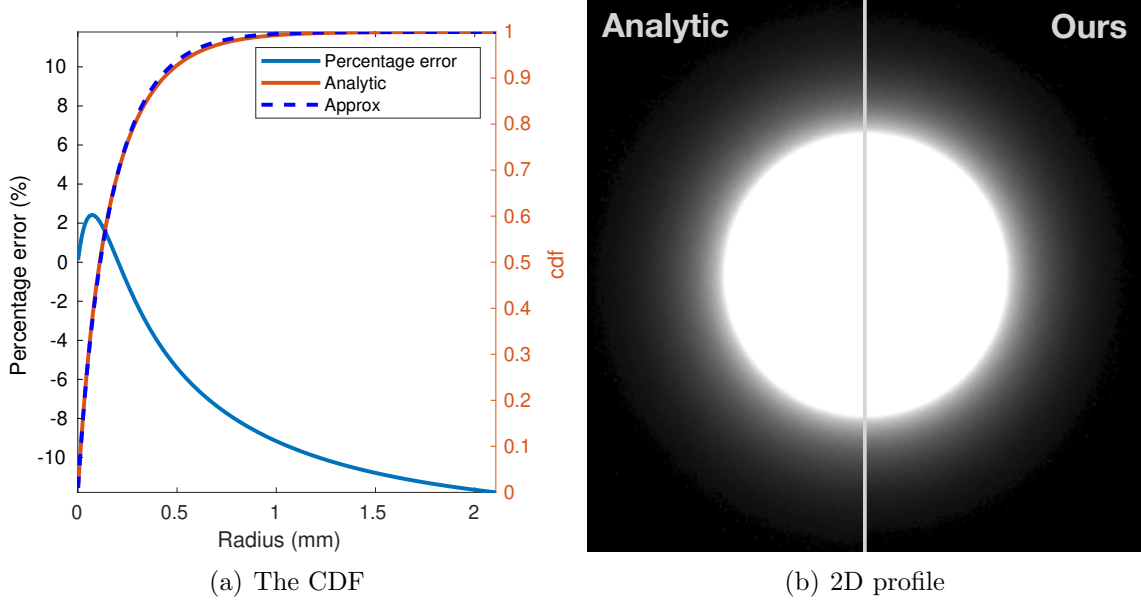 Percentage error (%)
10
8
6
4
2
0
-2
-4
-6
-8
-10
Percentage error
Analytic
Approx
1
0.9
0.8
0.7
0.6
0.5
0.4
0.3
0.2
0.1
0
cdf
0
0.5
1
1.5
2
Radius (mm)
(a) The CDF
Analytic
Ours
(b) 2D profile